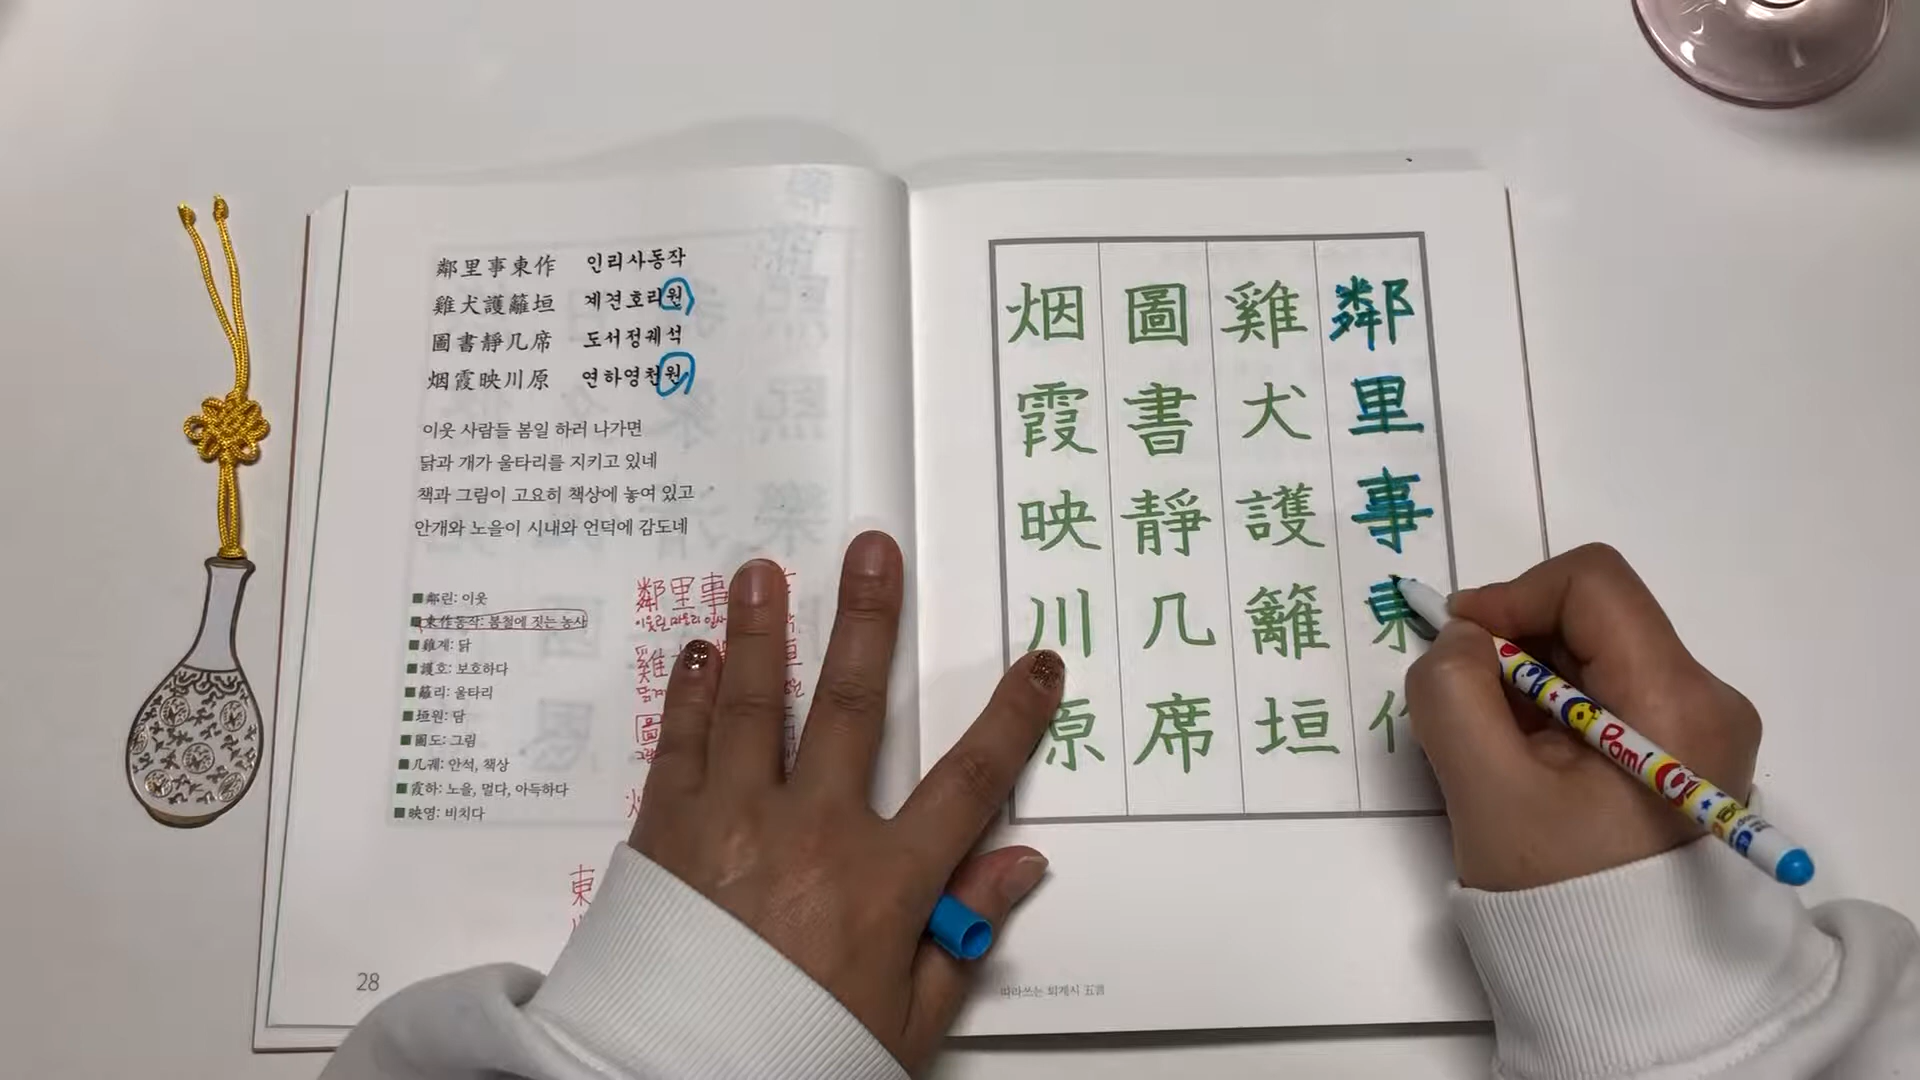 鄰里事東作 인리사동작
雞犬護籬垣 계견호리원
圖書靜几席 도서정궤석
烟霞映川原 연하영천원
이웃 사람들 봄일 하러 나가면
닭과 개가 울타리를 지키고 있네
책과 그림이 고요히 책상에 놓여 있고
안개와 노을이 시내와 언덕에 감도네
鄰린: 이웃
東作동작: 봄철에 짓는 농사
雞계: 닭
護호: 보호하다
籬리: 울타리
垣원: 담
圖도: 그림
几궤: 안석, 책상
霞하: 노을, 멀다, 아득하다
映영: 비치다
鄰里事
雞
圖
東
28
鄰里事東作
雞犬護籬垣
圖書靜几席
烟霞映川原
따라쓰는 퇴계시
Pomi